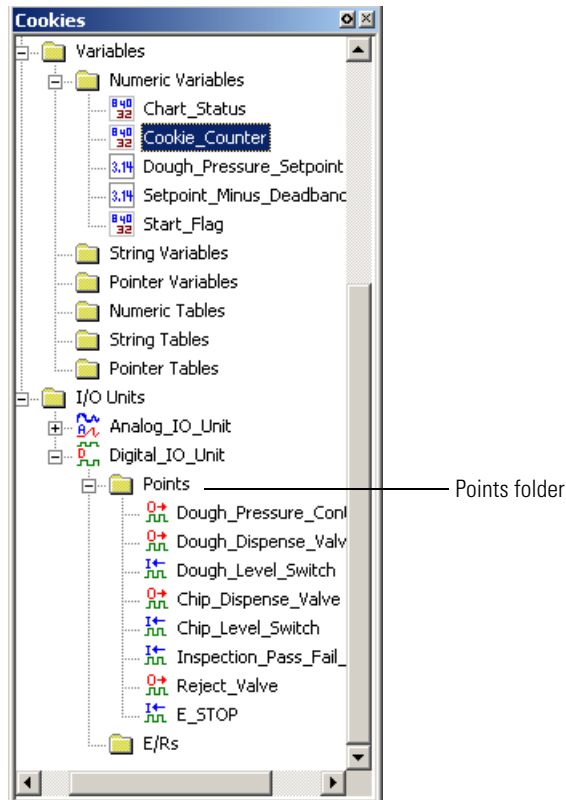 Cookies
Variables
Numeric Variables
Chart_Status
Cookie_Counter
Dough_Pressure_Setpoint
Setpoint_Minus_Deadbanc
Start_Flag
String Variables
Pointer Variables
Numeric Tables
String Tables
Pointer Tables
I/O Units
Analog_IO_Unit
Digital_IO_Unit
Points
Points folder
Dough_Pressure_Cont
Dough_Dispense_Valv
Dough_Level_Switch
Chip_Dispense_Valve
Chip_Level_Switch
Inspection_Pass_Fail_
Reject_Valve
E_STOP
E/Rs